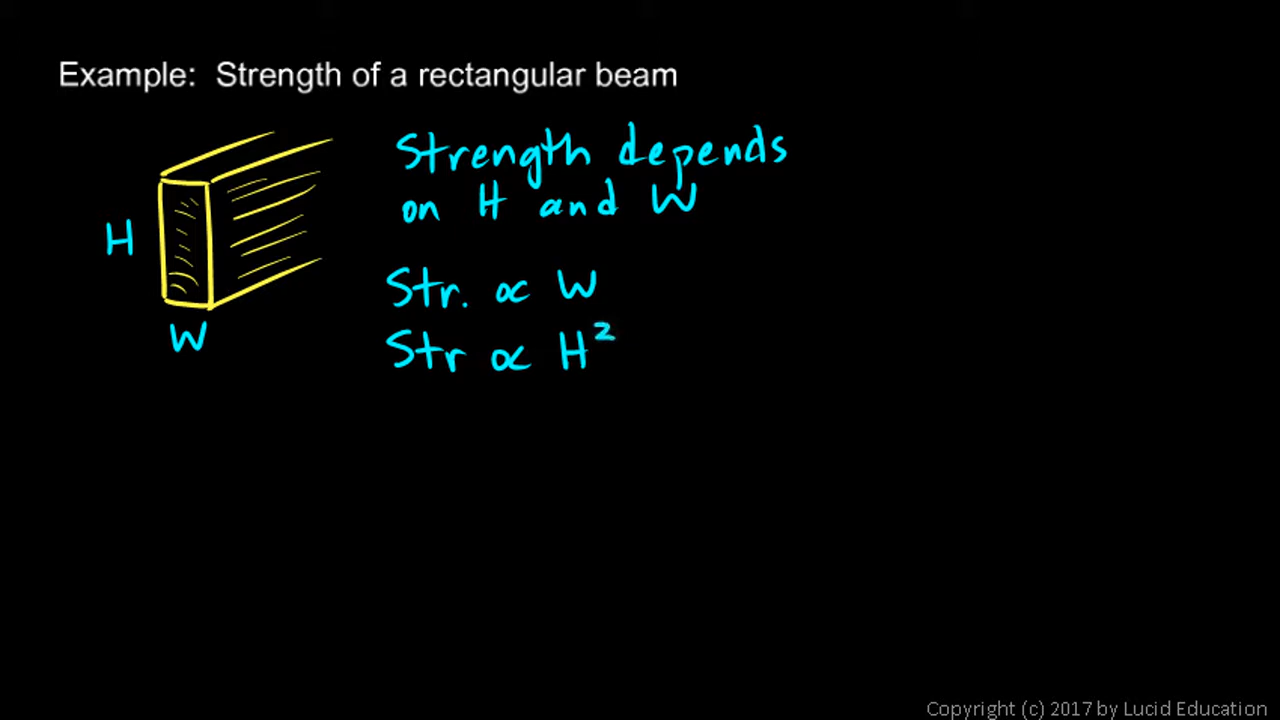 Example: Strength of a rectangular beam
Strength depends
on H and W
H
Str. ∝ W
Str ∝ H²
W
Copyright (c) 2017 by Lucid Education